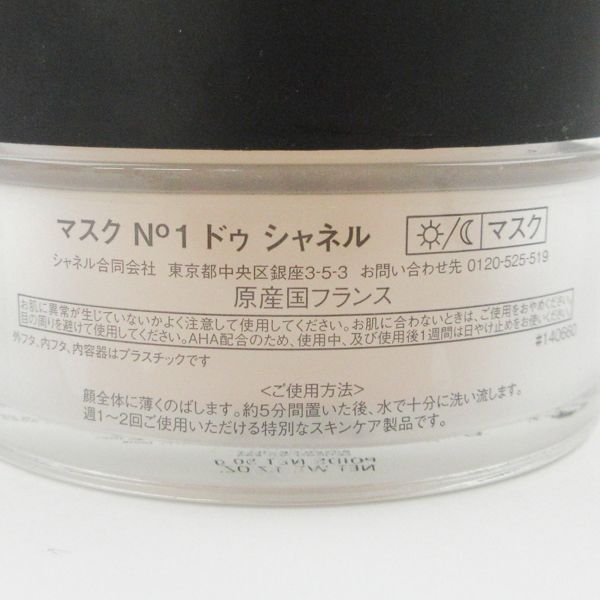 マスク Nº1 ドゥ シャネル マスク
シャネル合同会社 東京都中央区銀座3-5-3 お問い合わせ先 0120-525-519
原産国フランス
お肌に異常が生じていないかよく注意して使用してください。お肌に合わないときは、ご使用をおやめください。
目の周りを避けて使用してください。AHA配合のため、使用中、及び使用後1週間は日やけ止めをお使いください。
外フタ、内フタ、内容器はプラスチックです #140660
<ご使用方法>
顔全体に薄くのばします。約5分間置いた後、水で十分に洗い流します。
週1~2回ご使用いただける特別なスキンケア製品です。